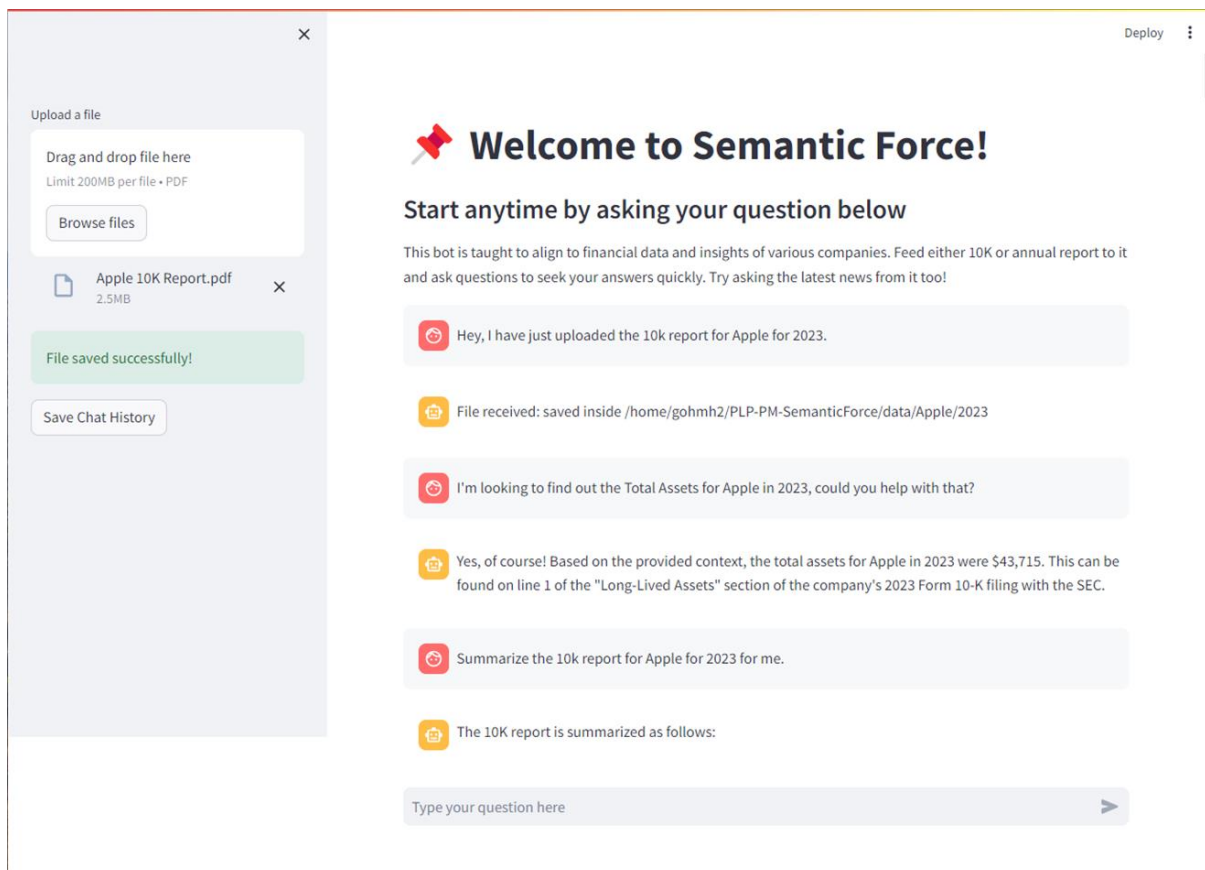 Deploy
Upload a file
Drag and drop file here
Limit 200MB per file • PDF
Browse files
Apple 10K Report.pdf
2.5MB
File saved successfully!
Save Chat History
Welcome to Semantic Force!
Start anytime by asking your question below
This bot is taught to align to financial data and insights of various companies. Feed either 10K or annual report to it
and ask questions to seek your answers quickly. Try asking the latest news from it too!
Hey, I have just uploaded the 10k report for Apple for 2023.
File received: saved inside /home/gohmh2/PLP-PM-SemanticForce/data/Apple/2023
I'm looking to find out the Total Assets for Apple in 2023, could you help with that?
Yes, of course! Based on the provided context, the total assets for Apple in 2023 were $43,715. This can be
found on line 1 of the "Long-Lived Assets" section of the company's 2023 Form 10-K filing with the SEC.
Summarize the 10k report for Apple for 2023 for me.
The 10K report is summarized as follows:
Type your question here